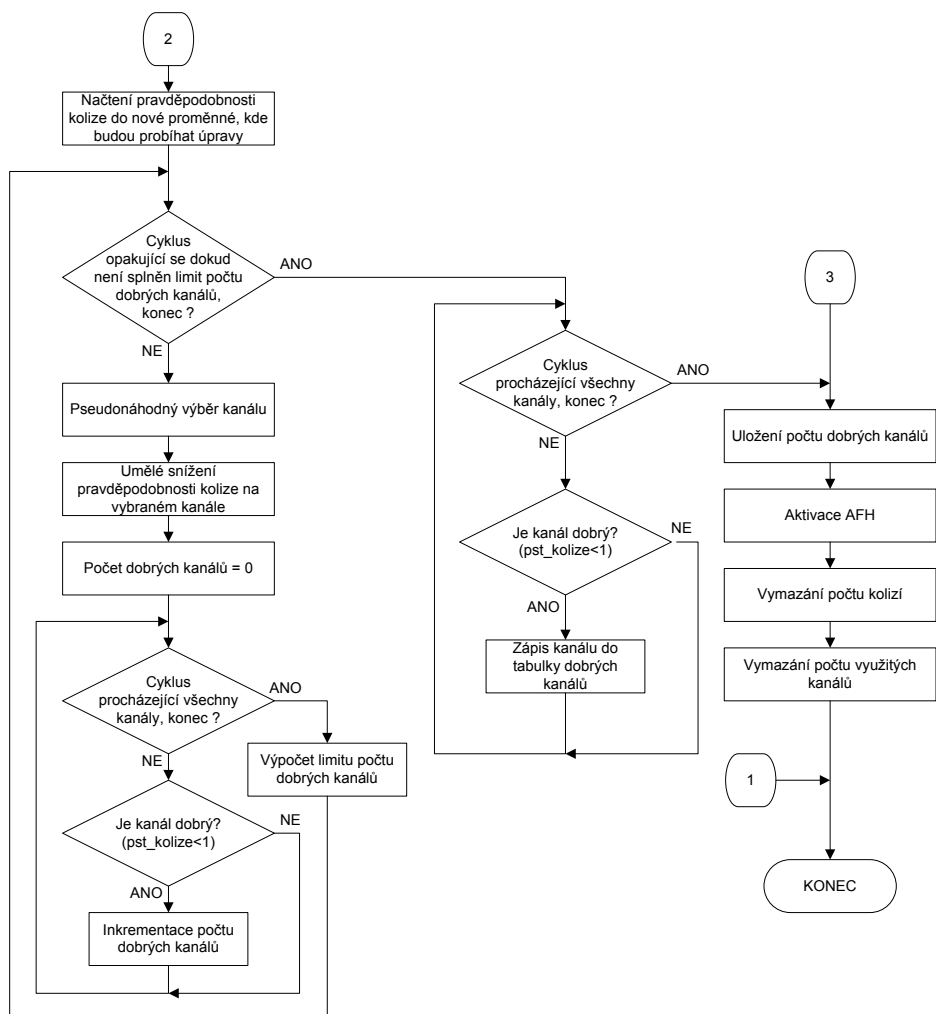 2
Načtení pravděpodobnosti
kolize do nové proměnné, kde
budou probíhat úpravy
Cyklus
opakující se dokud
není splněn limit počtu
dobrých kanálů,
konec ?
ANO
NE
Pseudonáhodný výběr kanálu
Umělé snížení
pravděpodobnosti kolize na
vybraném kanále
Počet dobrých kanálů = 0
Cyklus
procházející všechny
kanály, konec ?
ANO
NE
Výpočet limitu počtu
dobrých kanálů
Je kanál dobrý?
(pst_kolize<1)
NE
ANO
Inkrementace počtu
dobrých kanálů
Cyklus
procházející všechny
kanály, konec ?
ANO
NE
Je kanál dobrý?
(pst_kolize<1)
NE
ANO
Zápis kanálu do
tabulky dobrých
kanálů
3
Uložení počtu dobrých kanálů
Aktivace AFH
Vymazání počtu kolizí
Vymazání počtu využitých
kanálů
1
KONEC